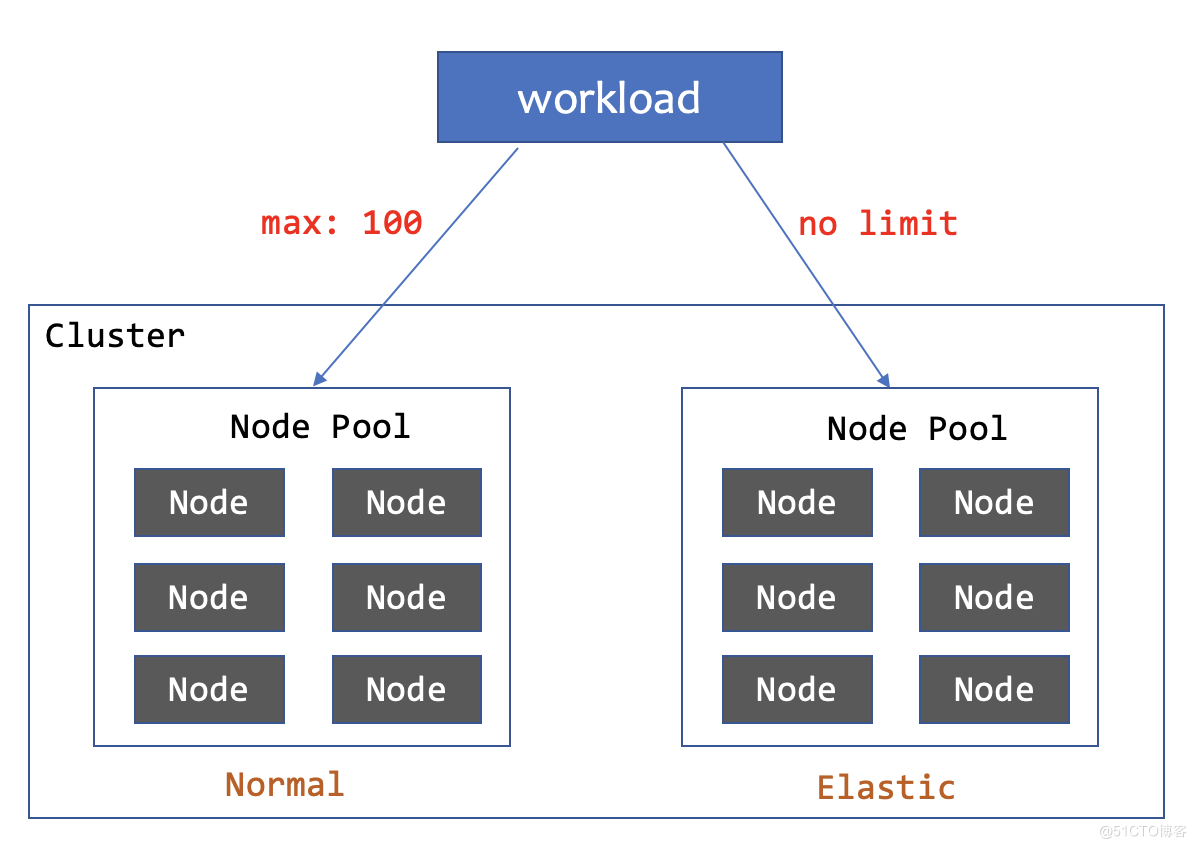 workload
max: 100
no limit
Cluster
Node Pool
Node Pool
Node
Node
Node
Node
Node
Node
Node
Node
Node
Node
Node
Node
Normal
Elastic
@51CTO博客